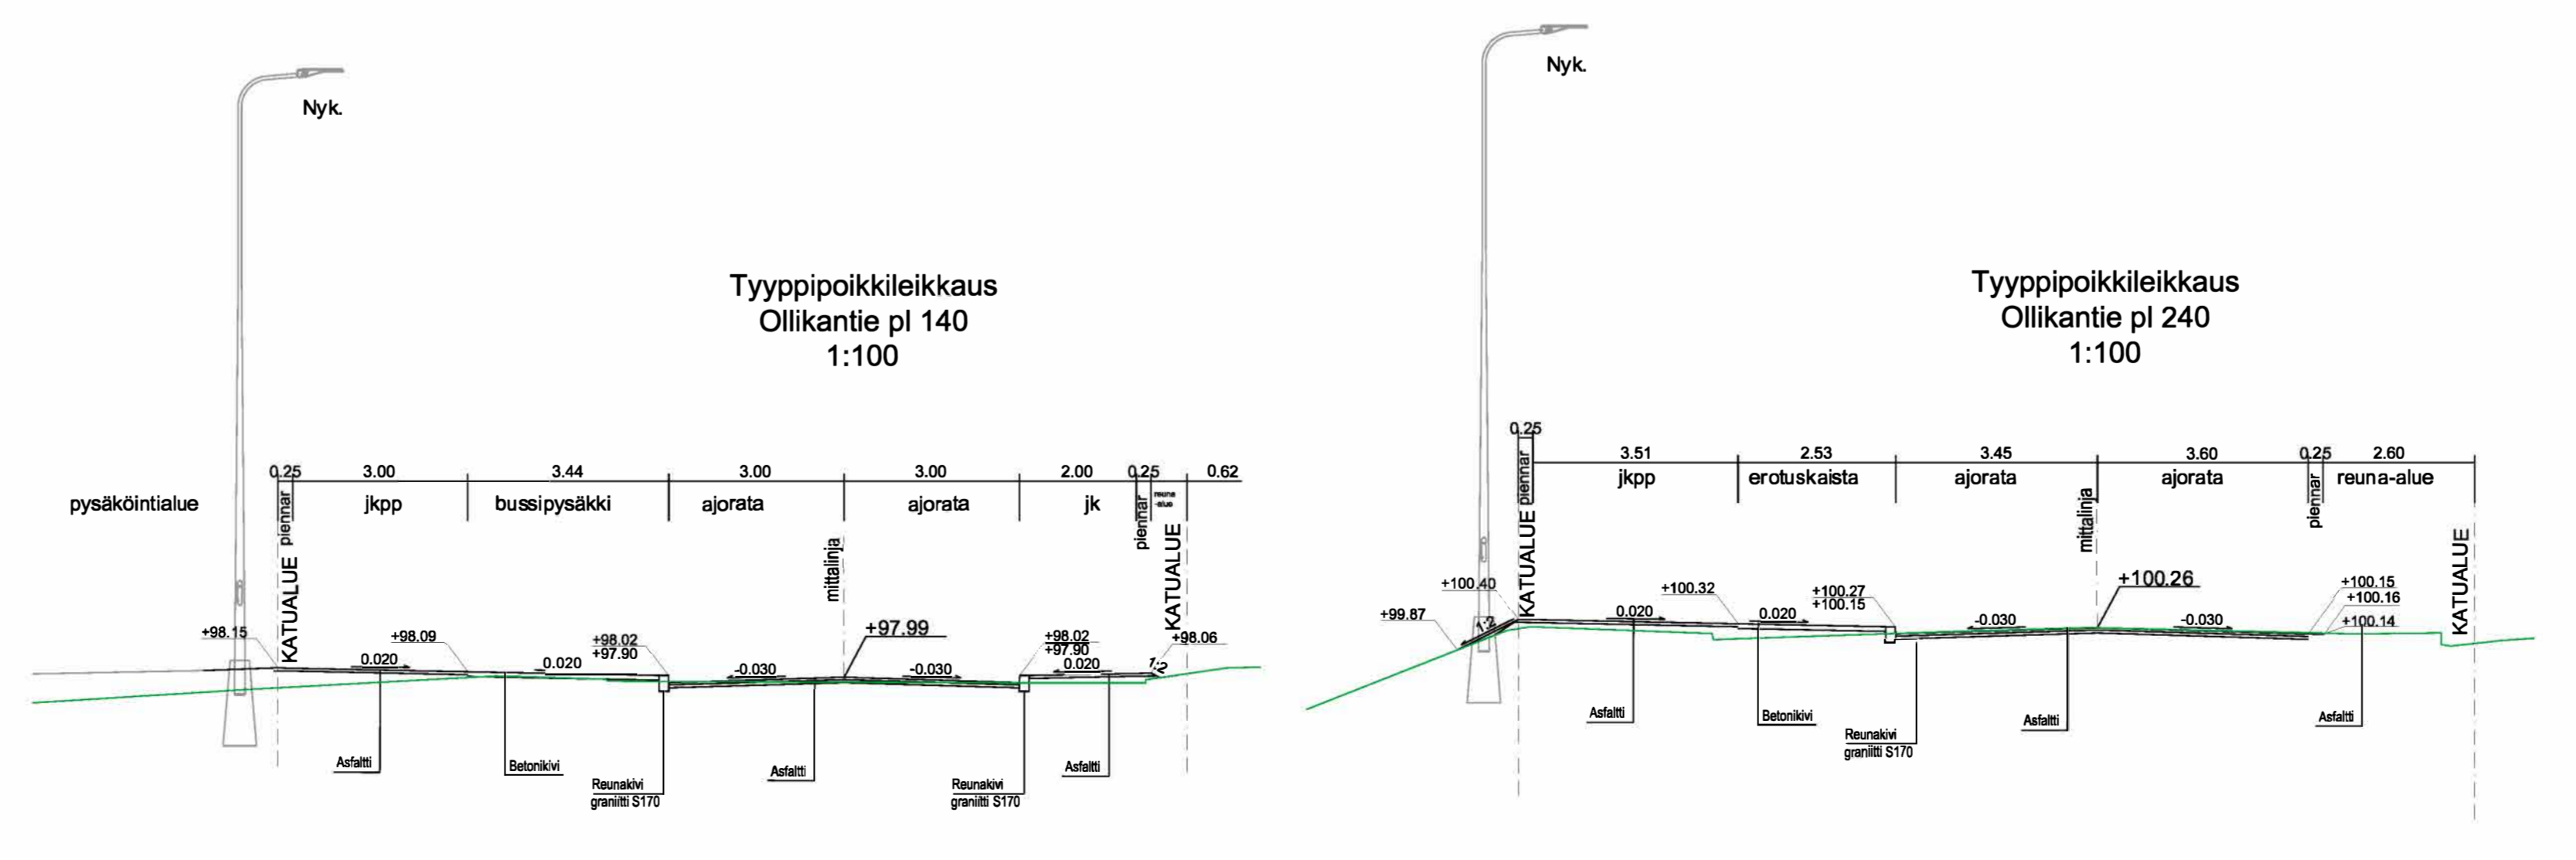 Nyk.
Tyyppipoikkileikkaus
Ollikantie pl 140
1:100
0.25 3.00 3.44 3.00 3.00 2.00 0.25 0.62
pysäköintialue piennar jkpp bussipysäkki ajorata ajorata jk piennar reuna
-alue
mittalinja
KATUALUE
KATUALUE
+98.15
+98.09
+98.02
+97.90
+97.99
+98.02
+97.90
+98.06
0.020 0.020 -0.030 -0.030 0.020 1:2
Asfaltti
Betonikivi
Reunakivi
graniitti S170
Asfaltti
Reunakivi
graniitti S170
Asfaltti
Nyk.
Tyyppipoikkileikkaus
Ollikantie pl 240
1:100
0.25
3.51 2.53 3.45 3.60 0.25 2.60
piennar jkpp erotuskaista ajorata ajorata piennar reuna-alue
mittalinja
KATUALUE
KATUALUE
+99.87
+100.40
+100.32
+100.27
+100.15
+100.26
+100.15
+100.16
+100.14
1:2 0.020 0.020 -0.030 -0.030
Asfaltti
Betonikivi
Reunakivi
graniitti S170
Asfaltti
Asfaltti